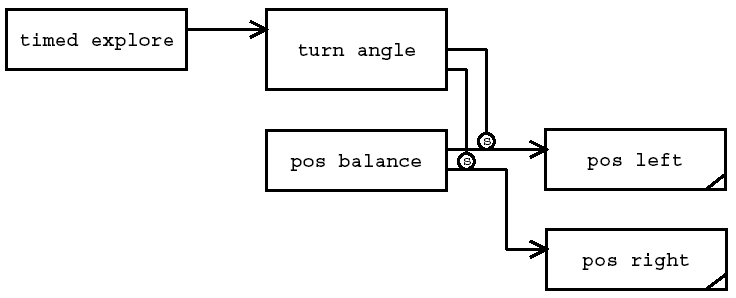 timed explore
turn angle
s
pos balance
s
pos left
pos right